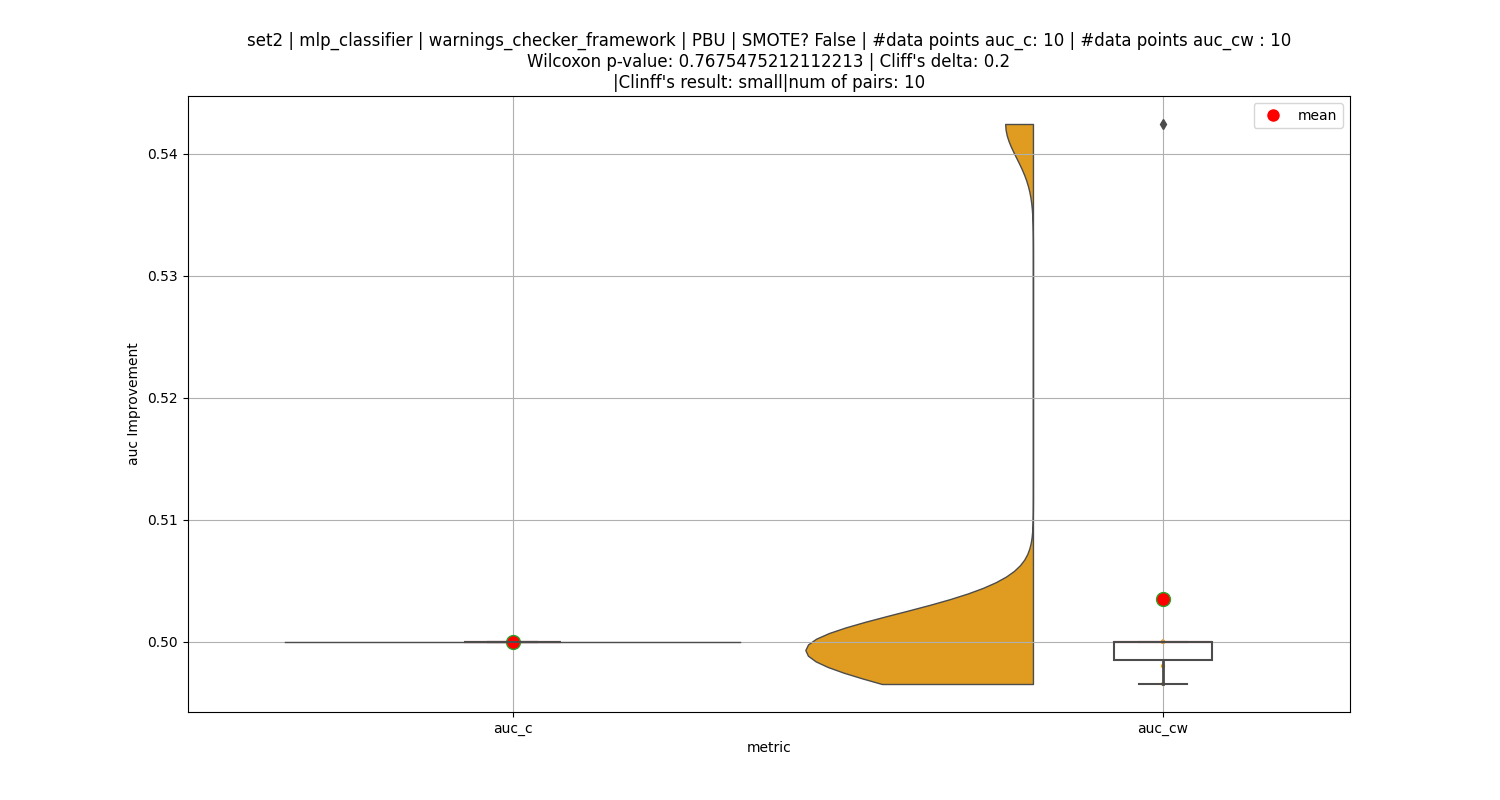 set2 | mlp_classifier | warnings_checker_framework | PBU | SMOTE? False | #data points auc_c: 10 | #data points auc_cw : 10
Wilcoxon p-value: 0.7675475212112213 | Cliff's delta: 0.2
|Clinff's result: small|num of pairs: 10
mean
0.54
0.53
0.52
0.51
0.50
auc Improvement
auc_c
auc_cw
metric